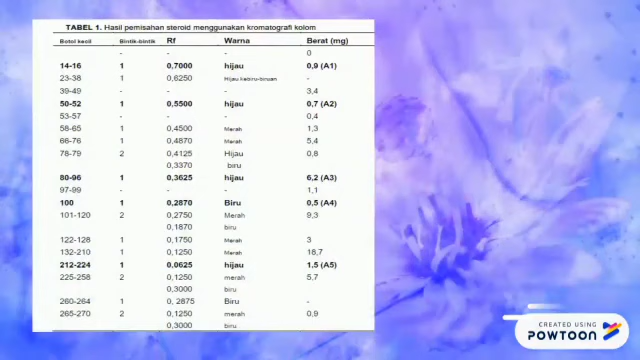 TABEL 1. Hasil pemisahan steroid menggunakan kromatografi kolom
Botol kecil Bintik-bintik Rf Warna Berat (mg)
- - - 0
14-16 1 0,7000 hijau 0,9 (A1)
23-38 1 0,6250 Hijau kebiru-biruan -
39-49 - - - 3,4
50-52 1 0,5500 hijau 0,7 (A2)
53-57 - - - 0,4
58-65 1 0,4500 Merah 1,3
66-76 1 0,4870 Merah 5,4
78-79 2 0,4125 Hijau 0,8
0,3370 biru
80-96 1 0,3625 hijau 6,2 (A3)
97-99 - - - 1,1
100 1 0,2870 Biru 0,5 (A4)
101-120 2 0,2750 Merah 9,3
0,1870 biru
122-128 1 0,1750 Merah 3
132-210 1 0,1250 Merah 18,7
212-224 1 0,0625 hijau 1,5 (A5)
225-258 2 0,1250 merah 5,7
0,3000 biru
260-264 1 0, 2875 Biru -
265-270 2 0,1250 merah 0,9
0,3000 biru
CREATED USING
POWTOON